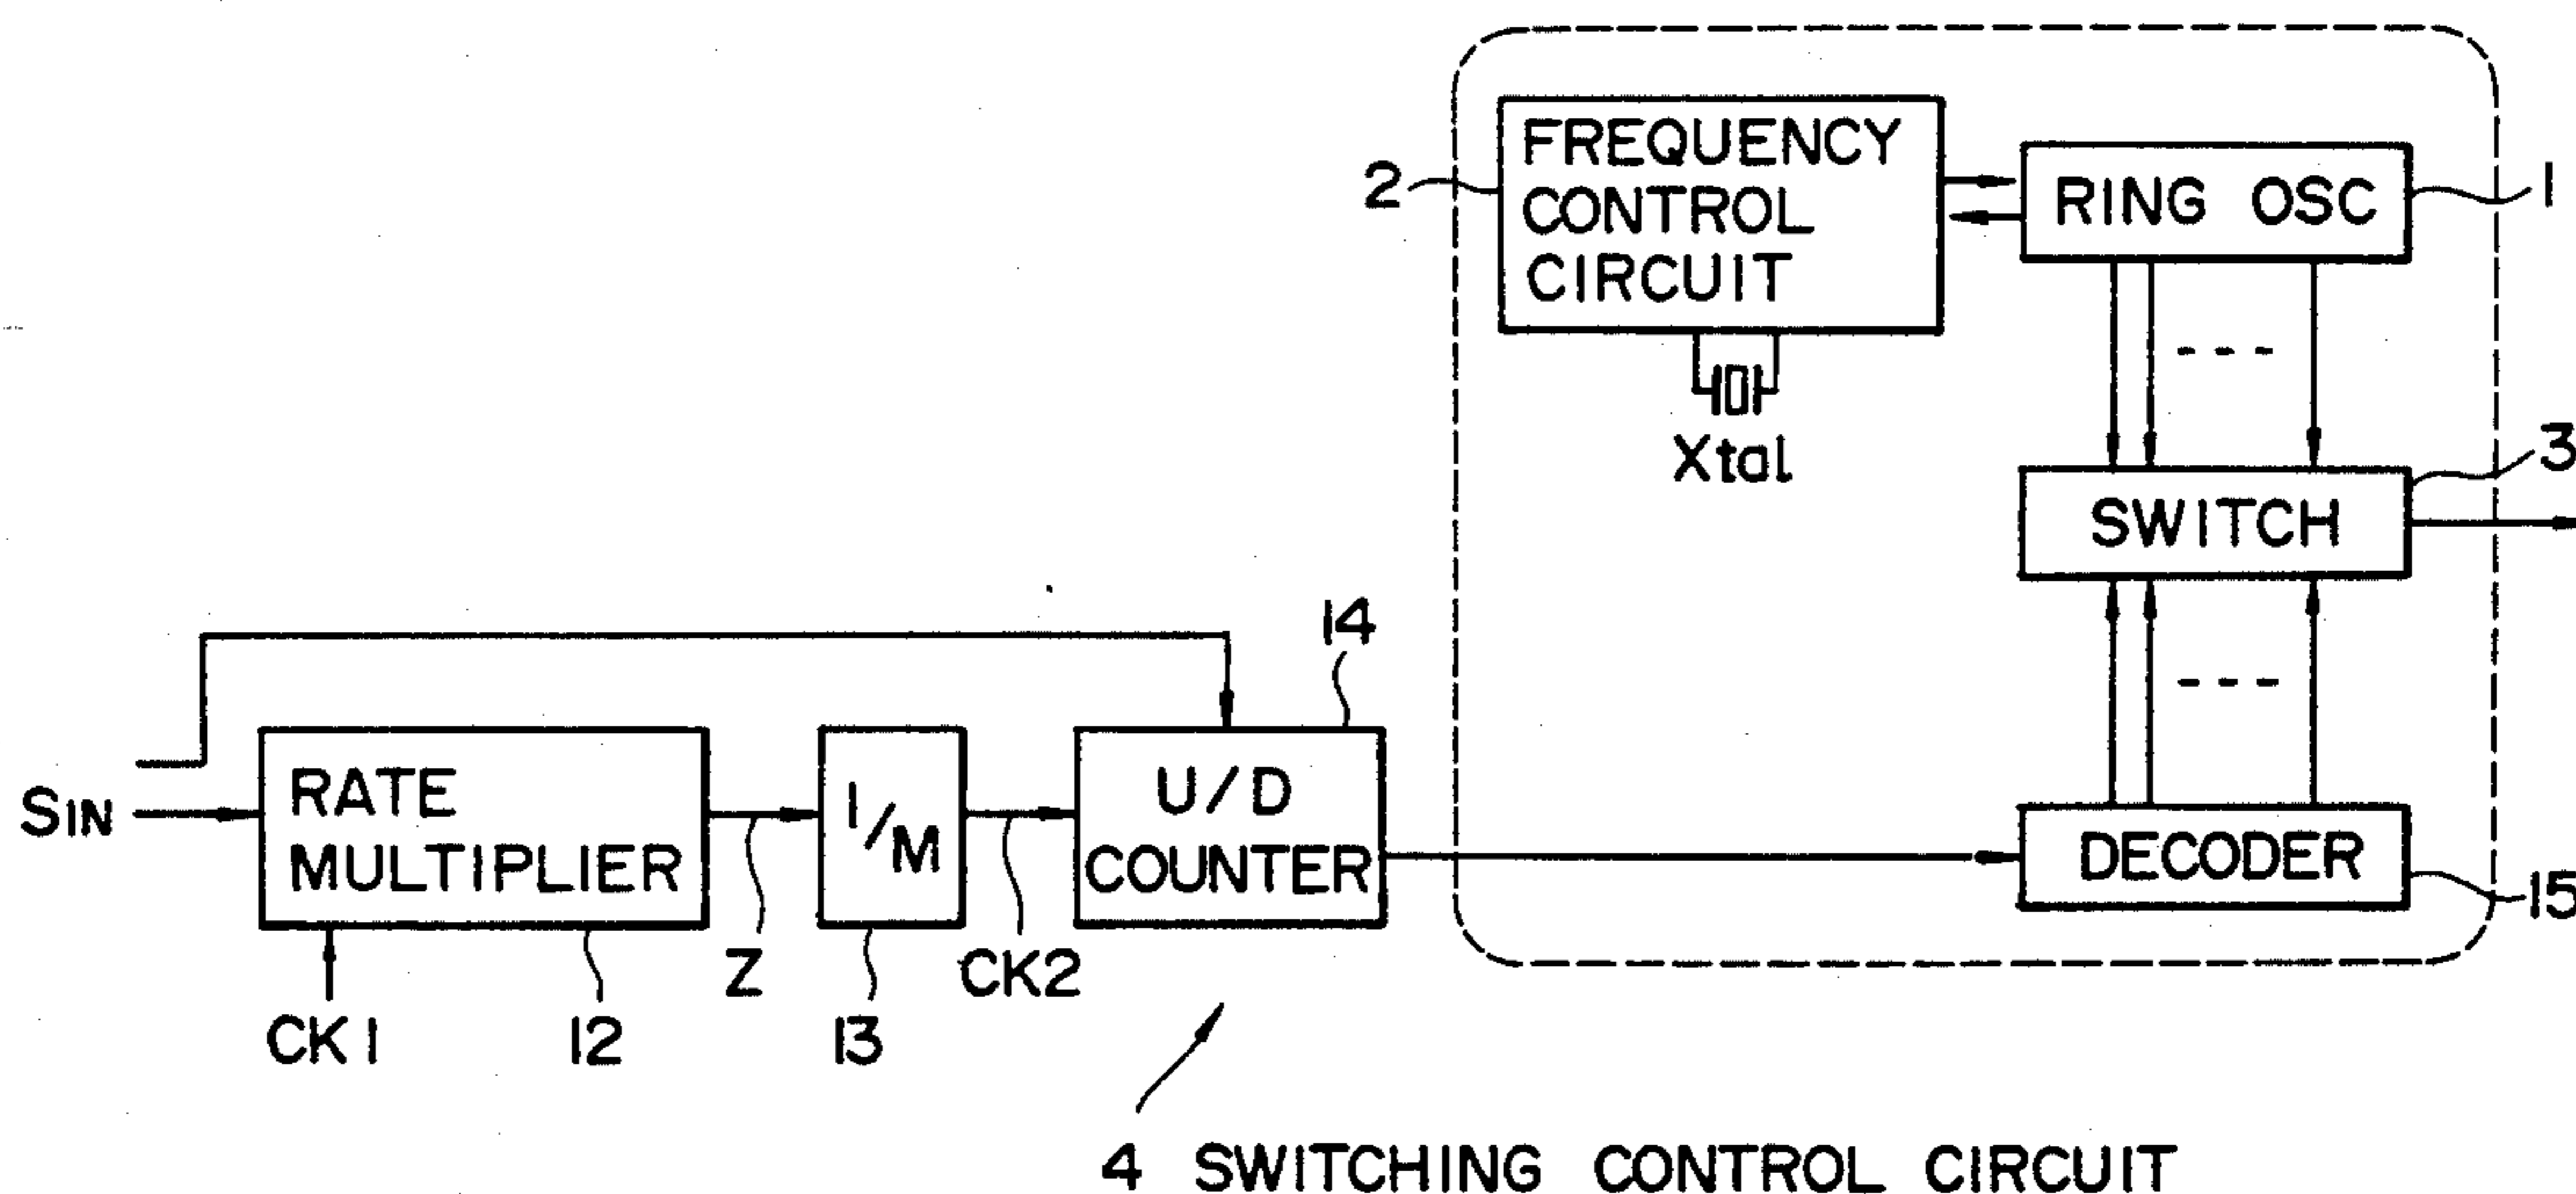 FREQUENCY
CONTROL
CIRCUIT
2
RING OSC
1
Xtal
3
SWITCH
14
SIN
RATE
MULTIPLIER
1/M
U/D
COUNTER
DECODER
15
Z
CK2
CK1
12
13
4 SWITCHING CONTROL CIRCUIT